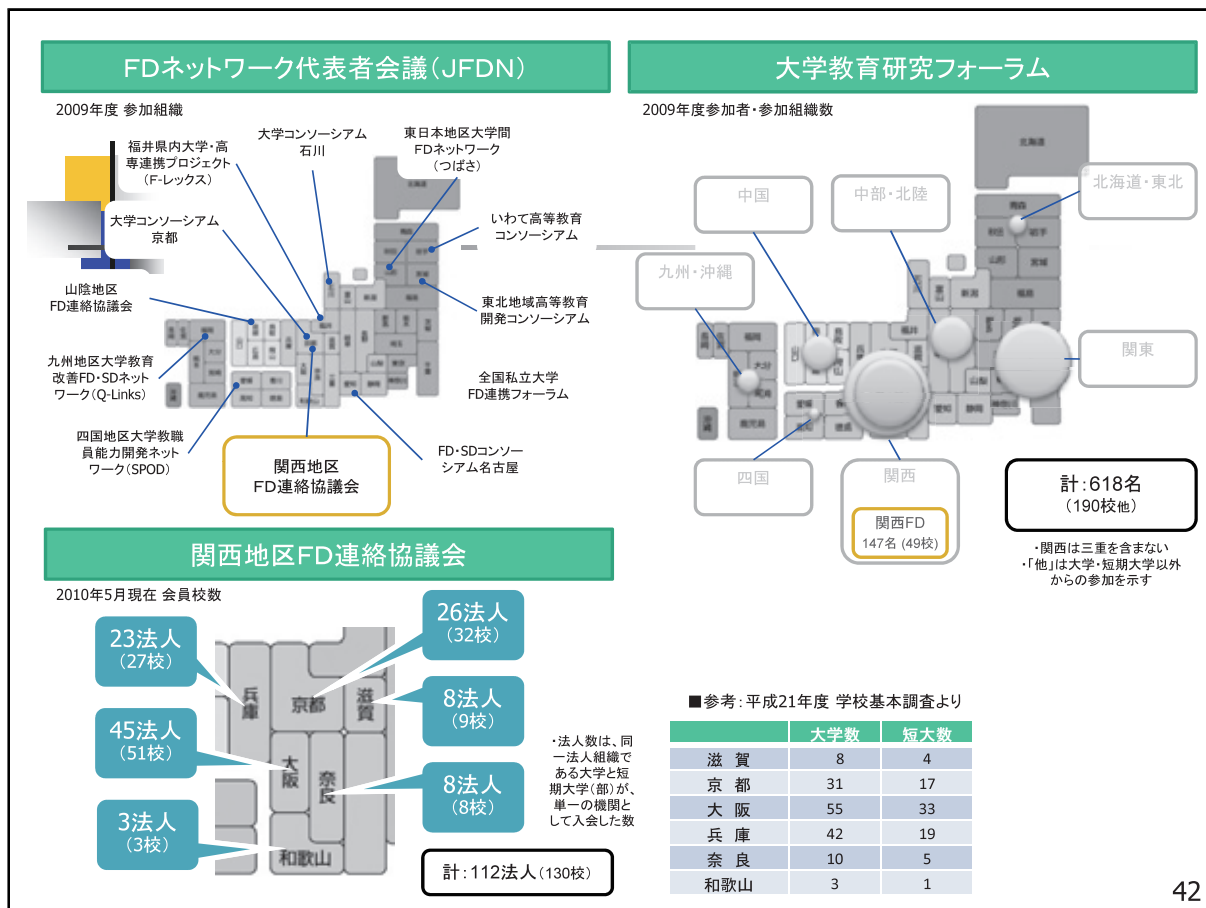 FDネットワーク代表者会議(JFDN)
2009年度 参加組織
福井県内大学・高
専連携プロジェクト
(F-レックス)
大学コンソーシアム
石川
東日本地区大学間
FDネットワーク
(つばさ)
大学コンソーシアム
京都
いわて高等教育
コンソーシアム
山陰地区
FD連絡協議会
東北地域高等教育
開発コンソーシアム
九州地区大学教育
改善FD・SDネット
ワーク(Q-Links)
全国私立大学
FD連携フォーラム
四国地区大学教職
員能力開発ネット
ワーク(SPOD)
関西地区
FD連絡協議会
FD・SDコンソー
シアム名古屋
大学教育研究フォーラム
2009年度参加者・参加組織数
北海道
中国
中部・北陸
北海道・東北
九州・沖縄
関東
四国
関西
関西FD
147名 (49校)
計:618名
(190校他)
・関西は三重を含まない
・「他」は大学・短期大学以外
からの参加を示す
関西地区FD連絡協議会
2010年5月現在 会員校数
23法人
(27校)
26法人
(32校)
45法人
(51校)
8法人
(9校)
3法人
(3校)
8法人
(8校)
兵庫
京都
滋賀
大阪
奈良
和歌山
・法人数は、同
一法人組織で
ある大学と短
期大学(部)が、
単一の機関と
して入会した数
計:112法人(130校)
■参考:平成21年度 学校基本調査より
大学数 短大数
滋 賀 8 4
京 都 31 17
大 阪 55 33
兵 庫 42 19
奈 良 10 5
和歌山 3 1
42